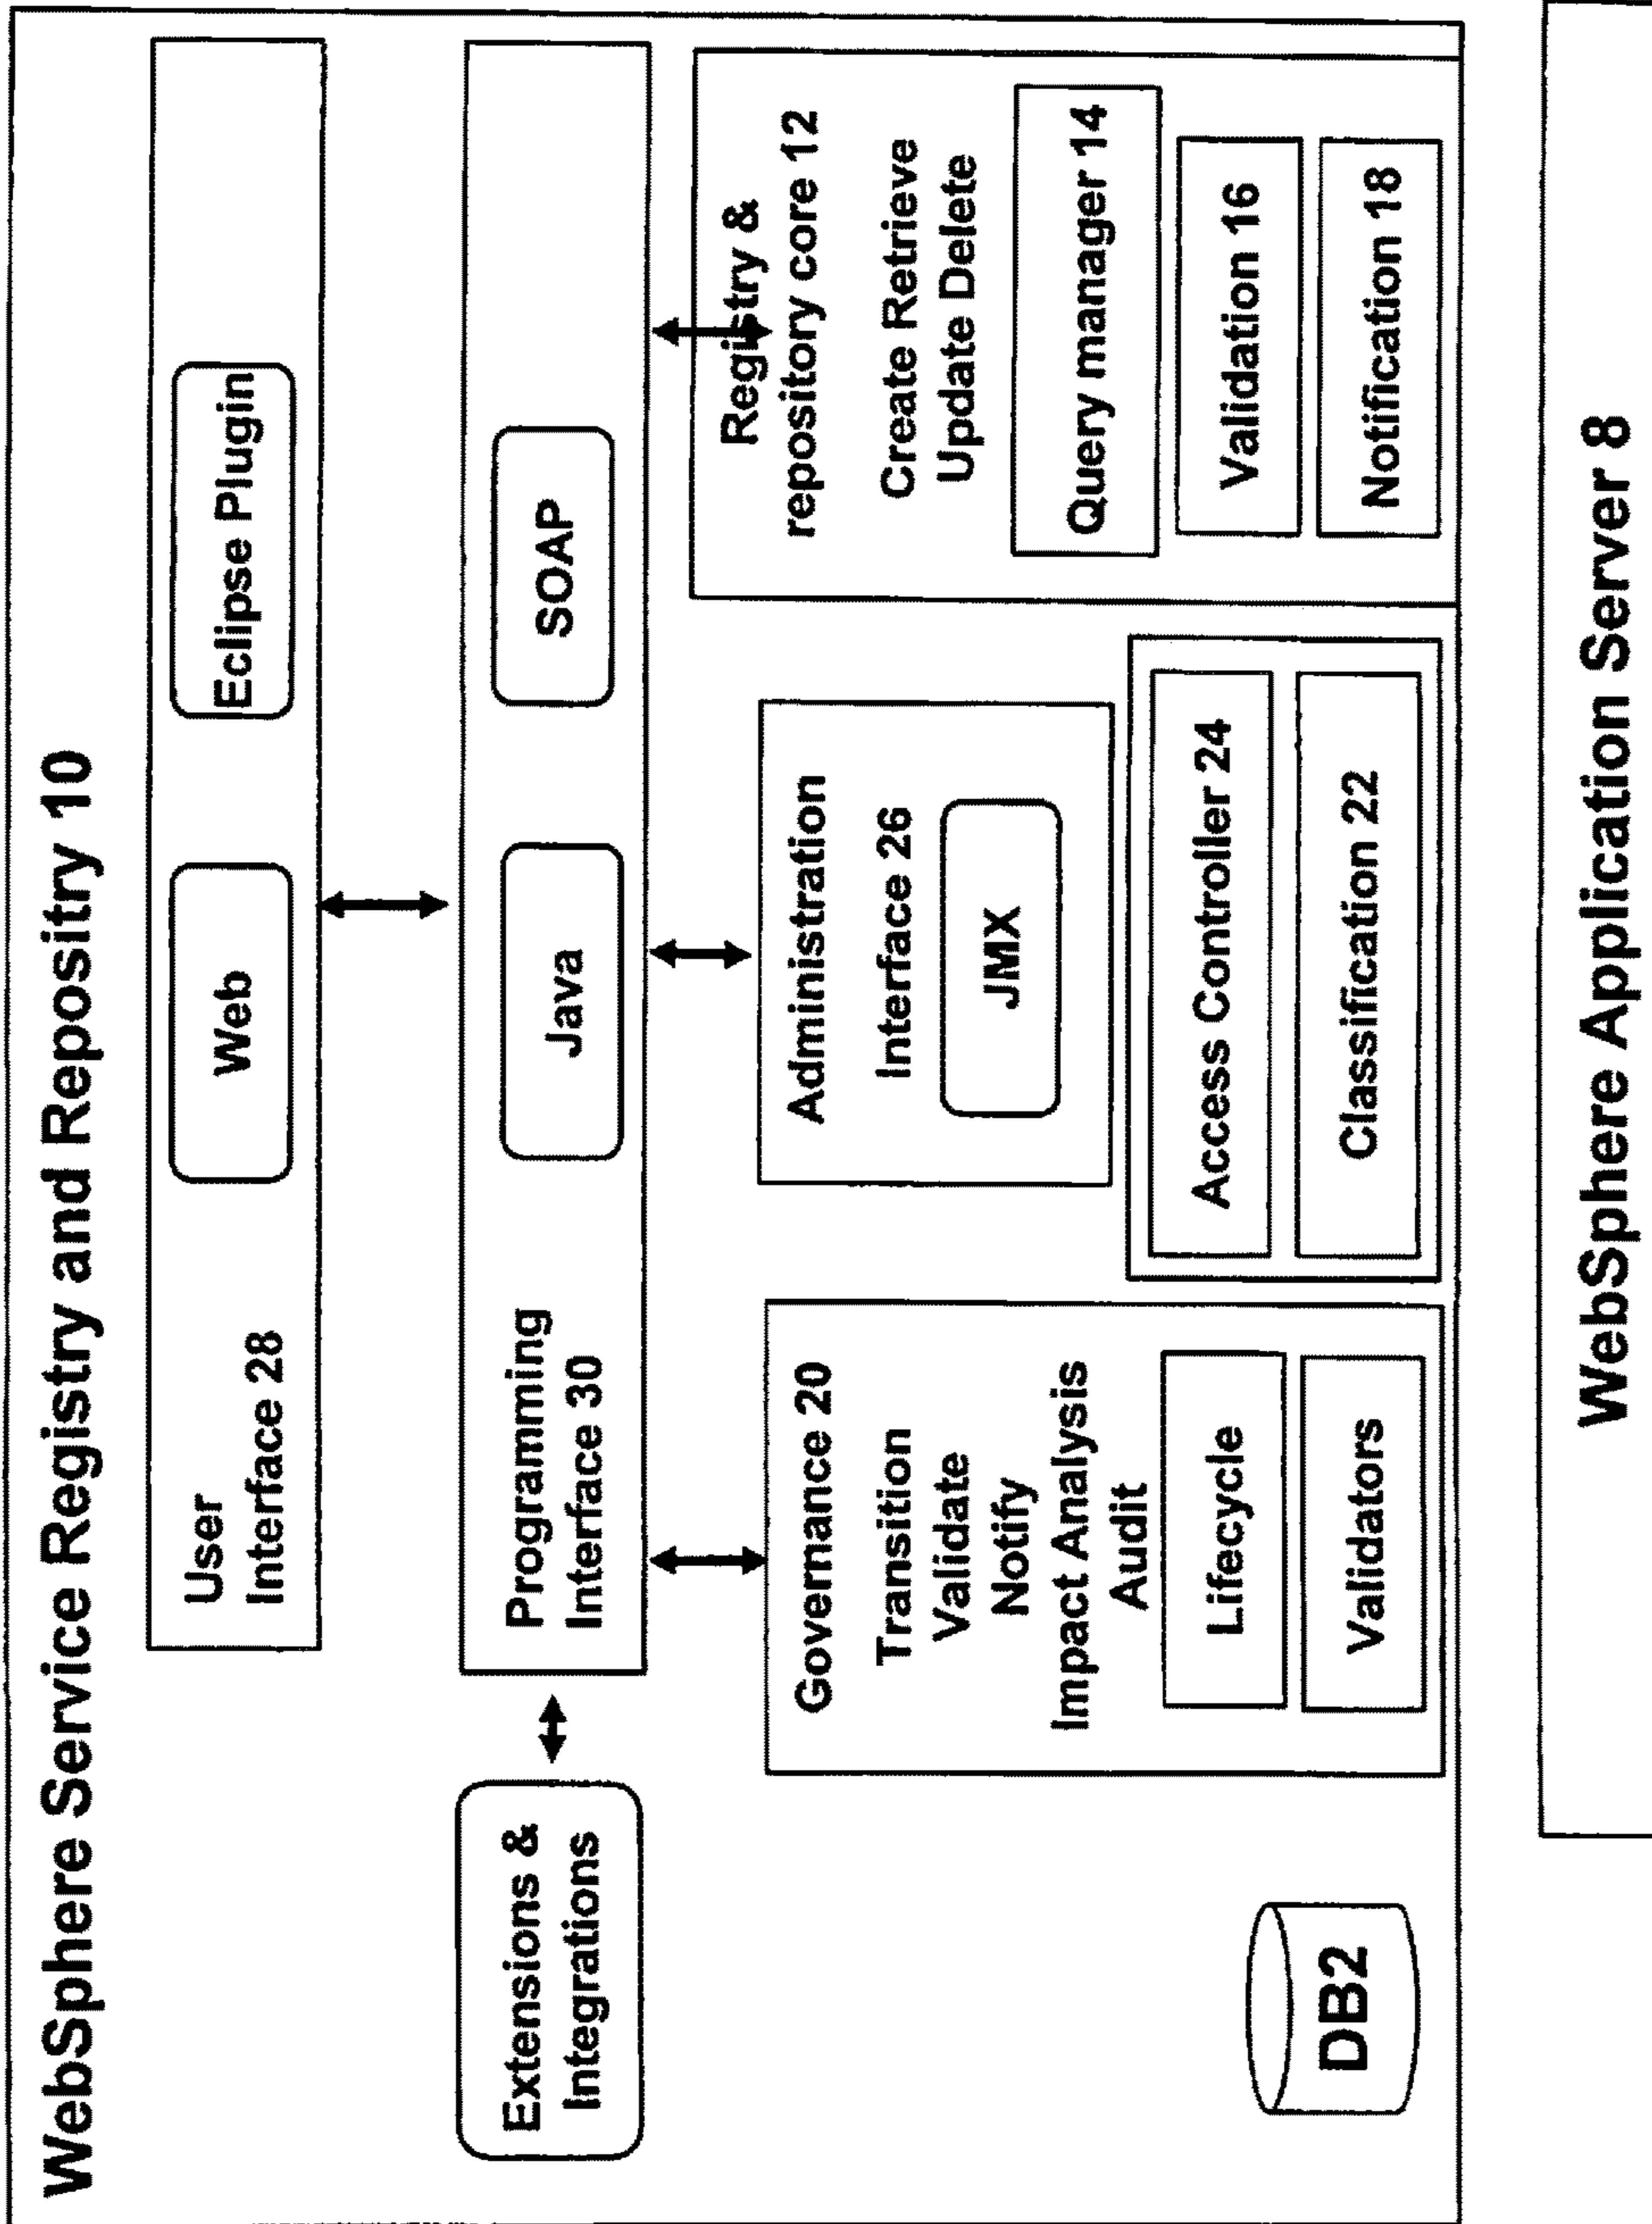 WebSphere Service Registry and Repositry 10
User
Interface 28
Web
Eclipse Plugin
Extensions &
Integrations
Programming
Interface 30
Java
SOAP
Governance 20
Transition
Validate
Notify
Impact Analysis
Audit
Lifecycle
Validators
Administration
Interface 26
JMX
Access Controller 24
Classification 22
Registry &
repository core 12
Create Retrieve
Update Delete
Query manager 14
Validation 16
Notification 18
DB2
WebSphere Application Server 8